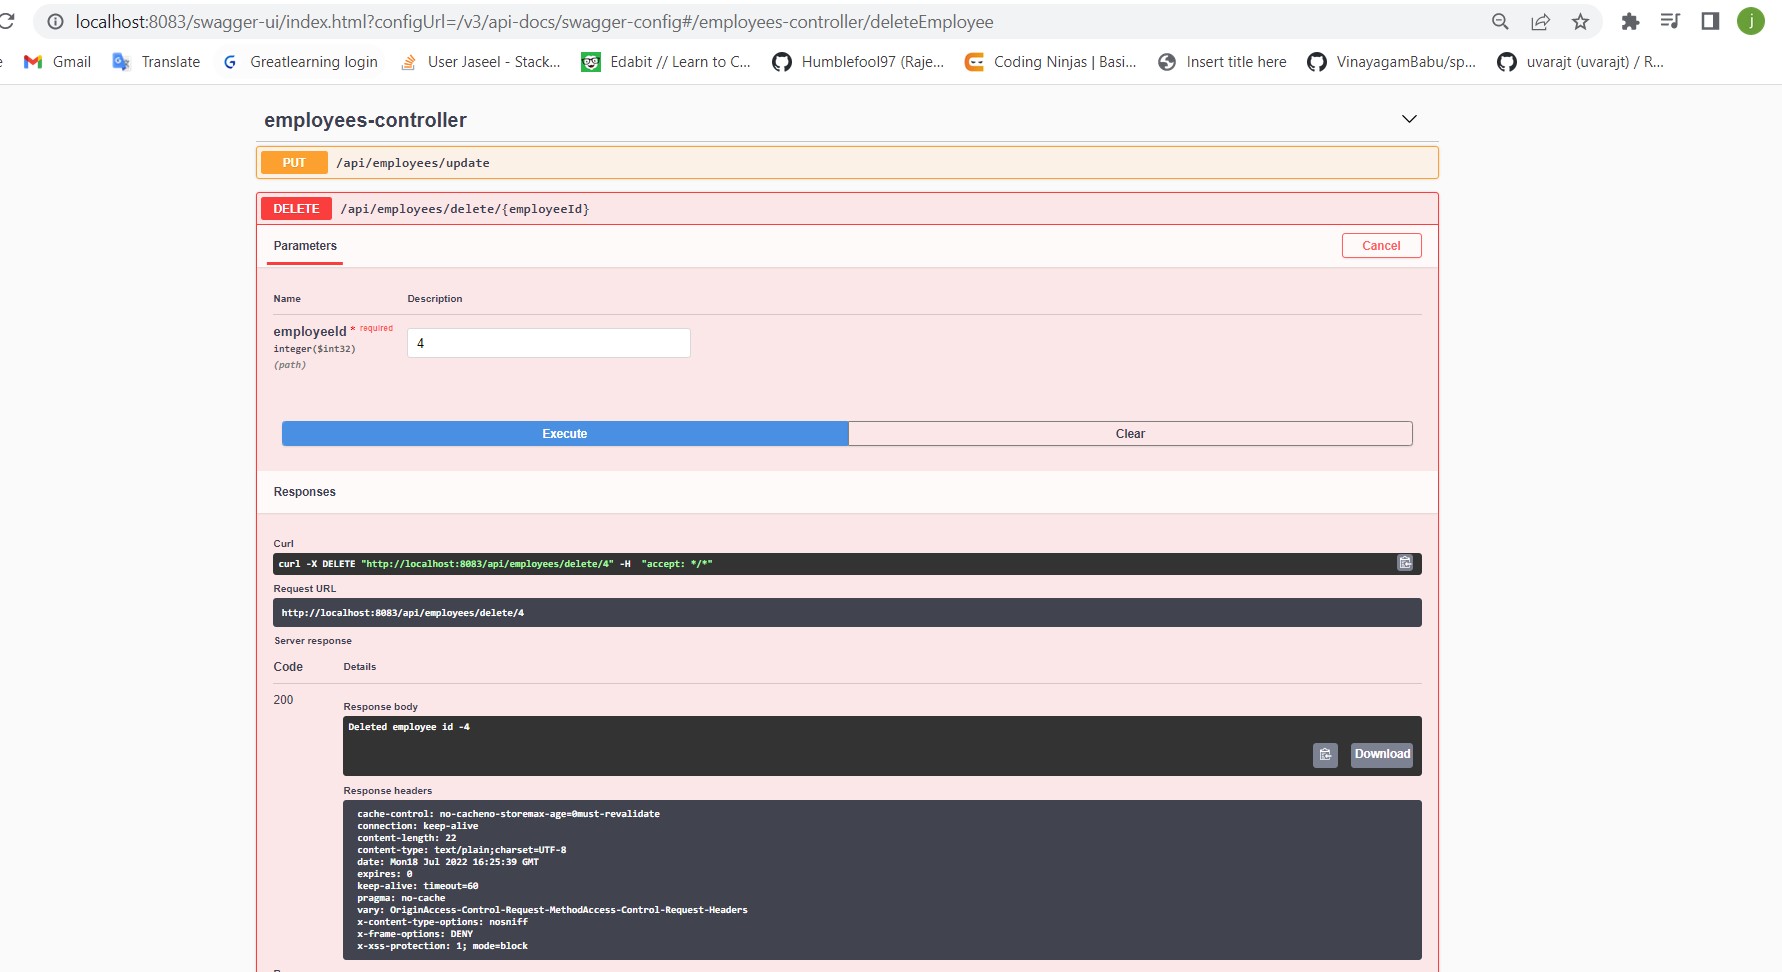 localhost:8083/swagger-ui/index.html?configUrl=/v3/api-docs/swagger-config#/employees-controller/deleteEmployee
j
Gmail Translate Greatlearning login User Jaseel - Stack... Edabit // Learn to C... Humblefool97 (Raje... Coding Ninjas | Basi... Insert title here VinayagamBabu/sp... uvarajt (uvarajt) / R...
employees-controller
PUT /api/employees/update
DELETE /api/employees/delete/{employeeId}
Parameters Cancel
Name Description
employeeId * required
integer($int32)
(path)
4
Execute Clear
Responses
Curl
curl -X DELETE "http://localhost:8083/api/employees/delete/4" -H  "accept: */*"
Request URL
http://localhost:8083/api/employees/delete/4
Server response
Code Details
200
Response body
Deleted employee id -4
Download
Response headers
cache-control: no-cacheno-storemax-age=0must-revalidate
connection: keep-alive
content-length: 22
content-type: text/plain;charset=UTF-8
date: Mon18 Jul 2022 16:25:39 GMT
expires: 0
keep-alive: timeout=60
pragma: no-cache
vary: OriginAccess-Control-Request-MethodAccess-Control-Request-Headers
x-content-type-options: nosniff
x-frame-options: DENY
x-xss-protection: 1; mode=block